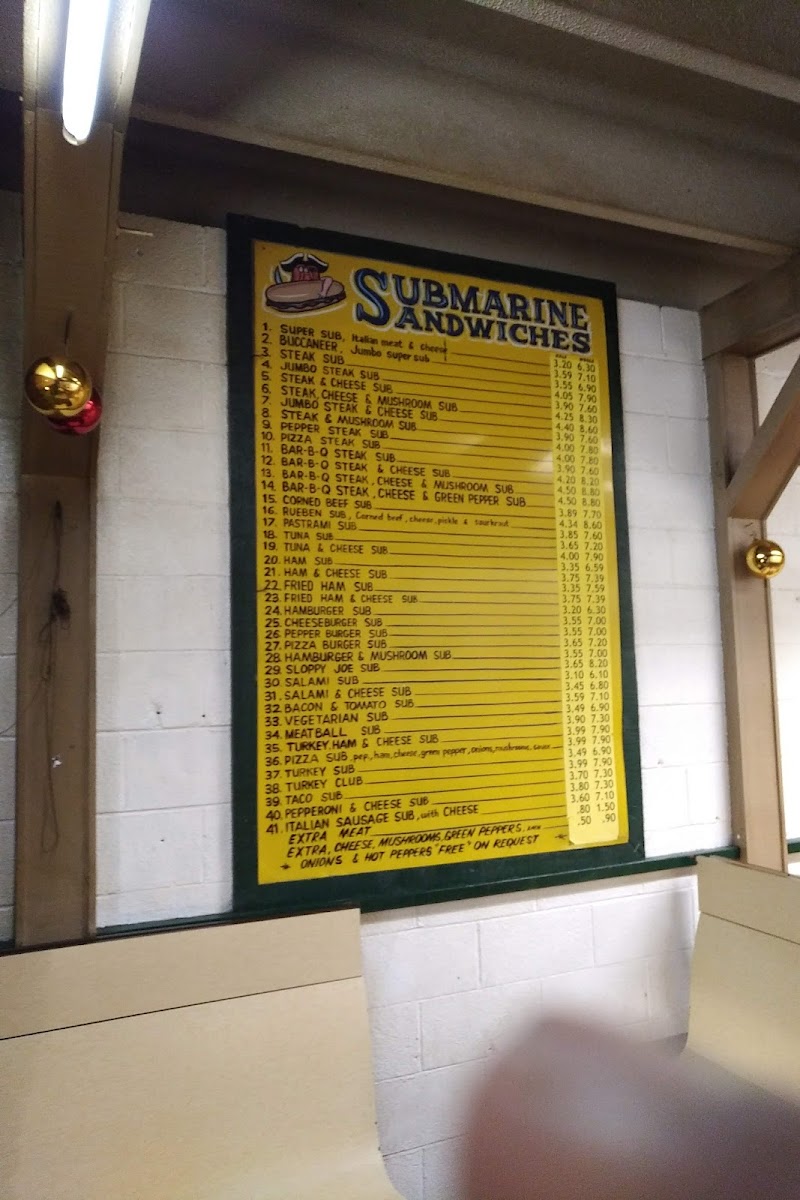 SUBMARINE
SANDWICHES
1. SUPER SUB, Italian meat & cheese 3.20 6.30
2. BUCCANEER, Jumbo super sub 3.59 7.10
3. STEAK SUB 3.55 6.90
4. JUMBO STEAK SUB 4.05 7.90
5. STEAK & CHEESE SUB 3.90 7.60
6. STEAK, CHEESE & MUSHROOM SUB 4.25 8.30
7. JUMBO STEAK & CHEESE SUB 4.40 8.60
8. STEAK & MUSHROOM SUB 3.90 7.60
9. PEPPER STEAK SUB 4.00 7.80
10. PIZZA STEAK SUB 4.00 7.80
11. BAR-B-Q STEAK SUB 3.90 7.60
12. BAR-B-Q STEAK & CHEESE SUB 4.20 8.20
13. BAR-B-Q STEAK, CHEESE & MUSHROOM SUB 4.50 8.80
14. BAR-B-Q STEAK, CHEESE & GREEN PEPPER SUB 4.50 8.80
15. CORNED BEEF SUB 3.89 7.70
16. RUEBEN SUB, Corned beef, cheese, pickle & saurkraut 4.34 8.60
17. PASTRAMI SUB 3.85 7.60
18. TUNA SUB 3.65 7.20
19. TUNA & CHEESE SUB 4.00 7.90
20. HAM SUB 3.35 6.59
21. HAM & CHEESE SUB 3.75 7.39
22. FRIED HAM SUB 3.35 7.59
23. FRIED HAM & CHEESE SUB 3.75 7.39
24. HAMBURGER SUB 3.20 6.30
25. CHEESEBURGER SUB 3.55 7.00
26. PEPPER BURGER SUB 3.55 7.00
27. PIZZA BURGER SUB 3.65 7.20
28. HAMBURGER & MUSHROOM SUB 3.55 7.00
29. SLOPPY JOE SUB 3.65 8.20
30. SALAMI SUB 3.10 6.10
31. SALAMI & CHEESE SUB 3.45 6.80
32. BACON & TOMATO SUB 3.59 7.10
33. VEGETARIAN SUB 3.49 6.90
34. MEATBALL SUB 3.90 7.30
35. TURKEY, HAM & CHEESE SUB 3.99 7.90
36. PIZZA SUB, pep., ham, cheese, green pepper, onions, mushrooms, sauce 3.99 7.90
37. TURKEY SUB 3.49 6.90
38. TURKEY CLUB 3.99 7.90
39. TACO SUB 3.70 7.30
40. PEPPERONI & CHEESE SUB 3.80 7.30
41. ITALIAN SAUSAGE SUB, with CHEESE 3.60 7.10
EXTRA MEAT .80 1.50
EXTRA, CHEESE, MUSHROOMS, GREEN PEPPERS, each .50 .90
→ ONIONS & HOT PEPPERS "FREE" ON REQUEST ←